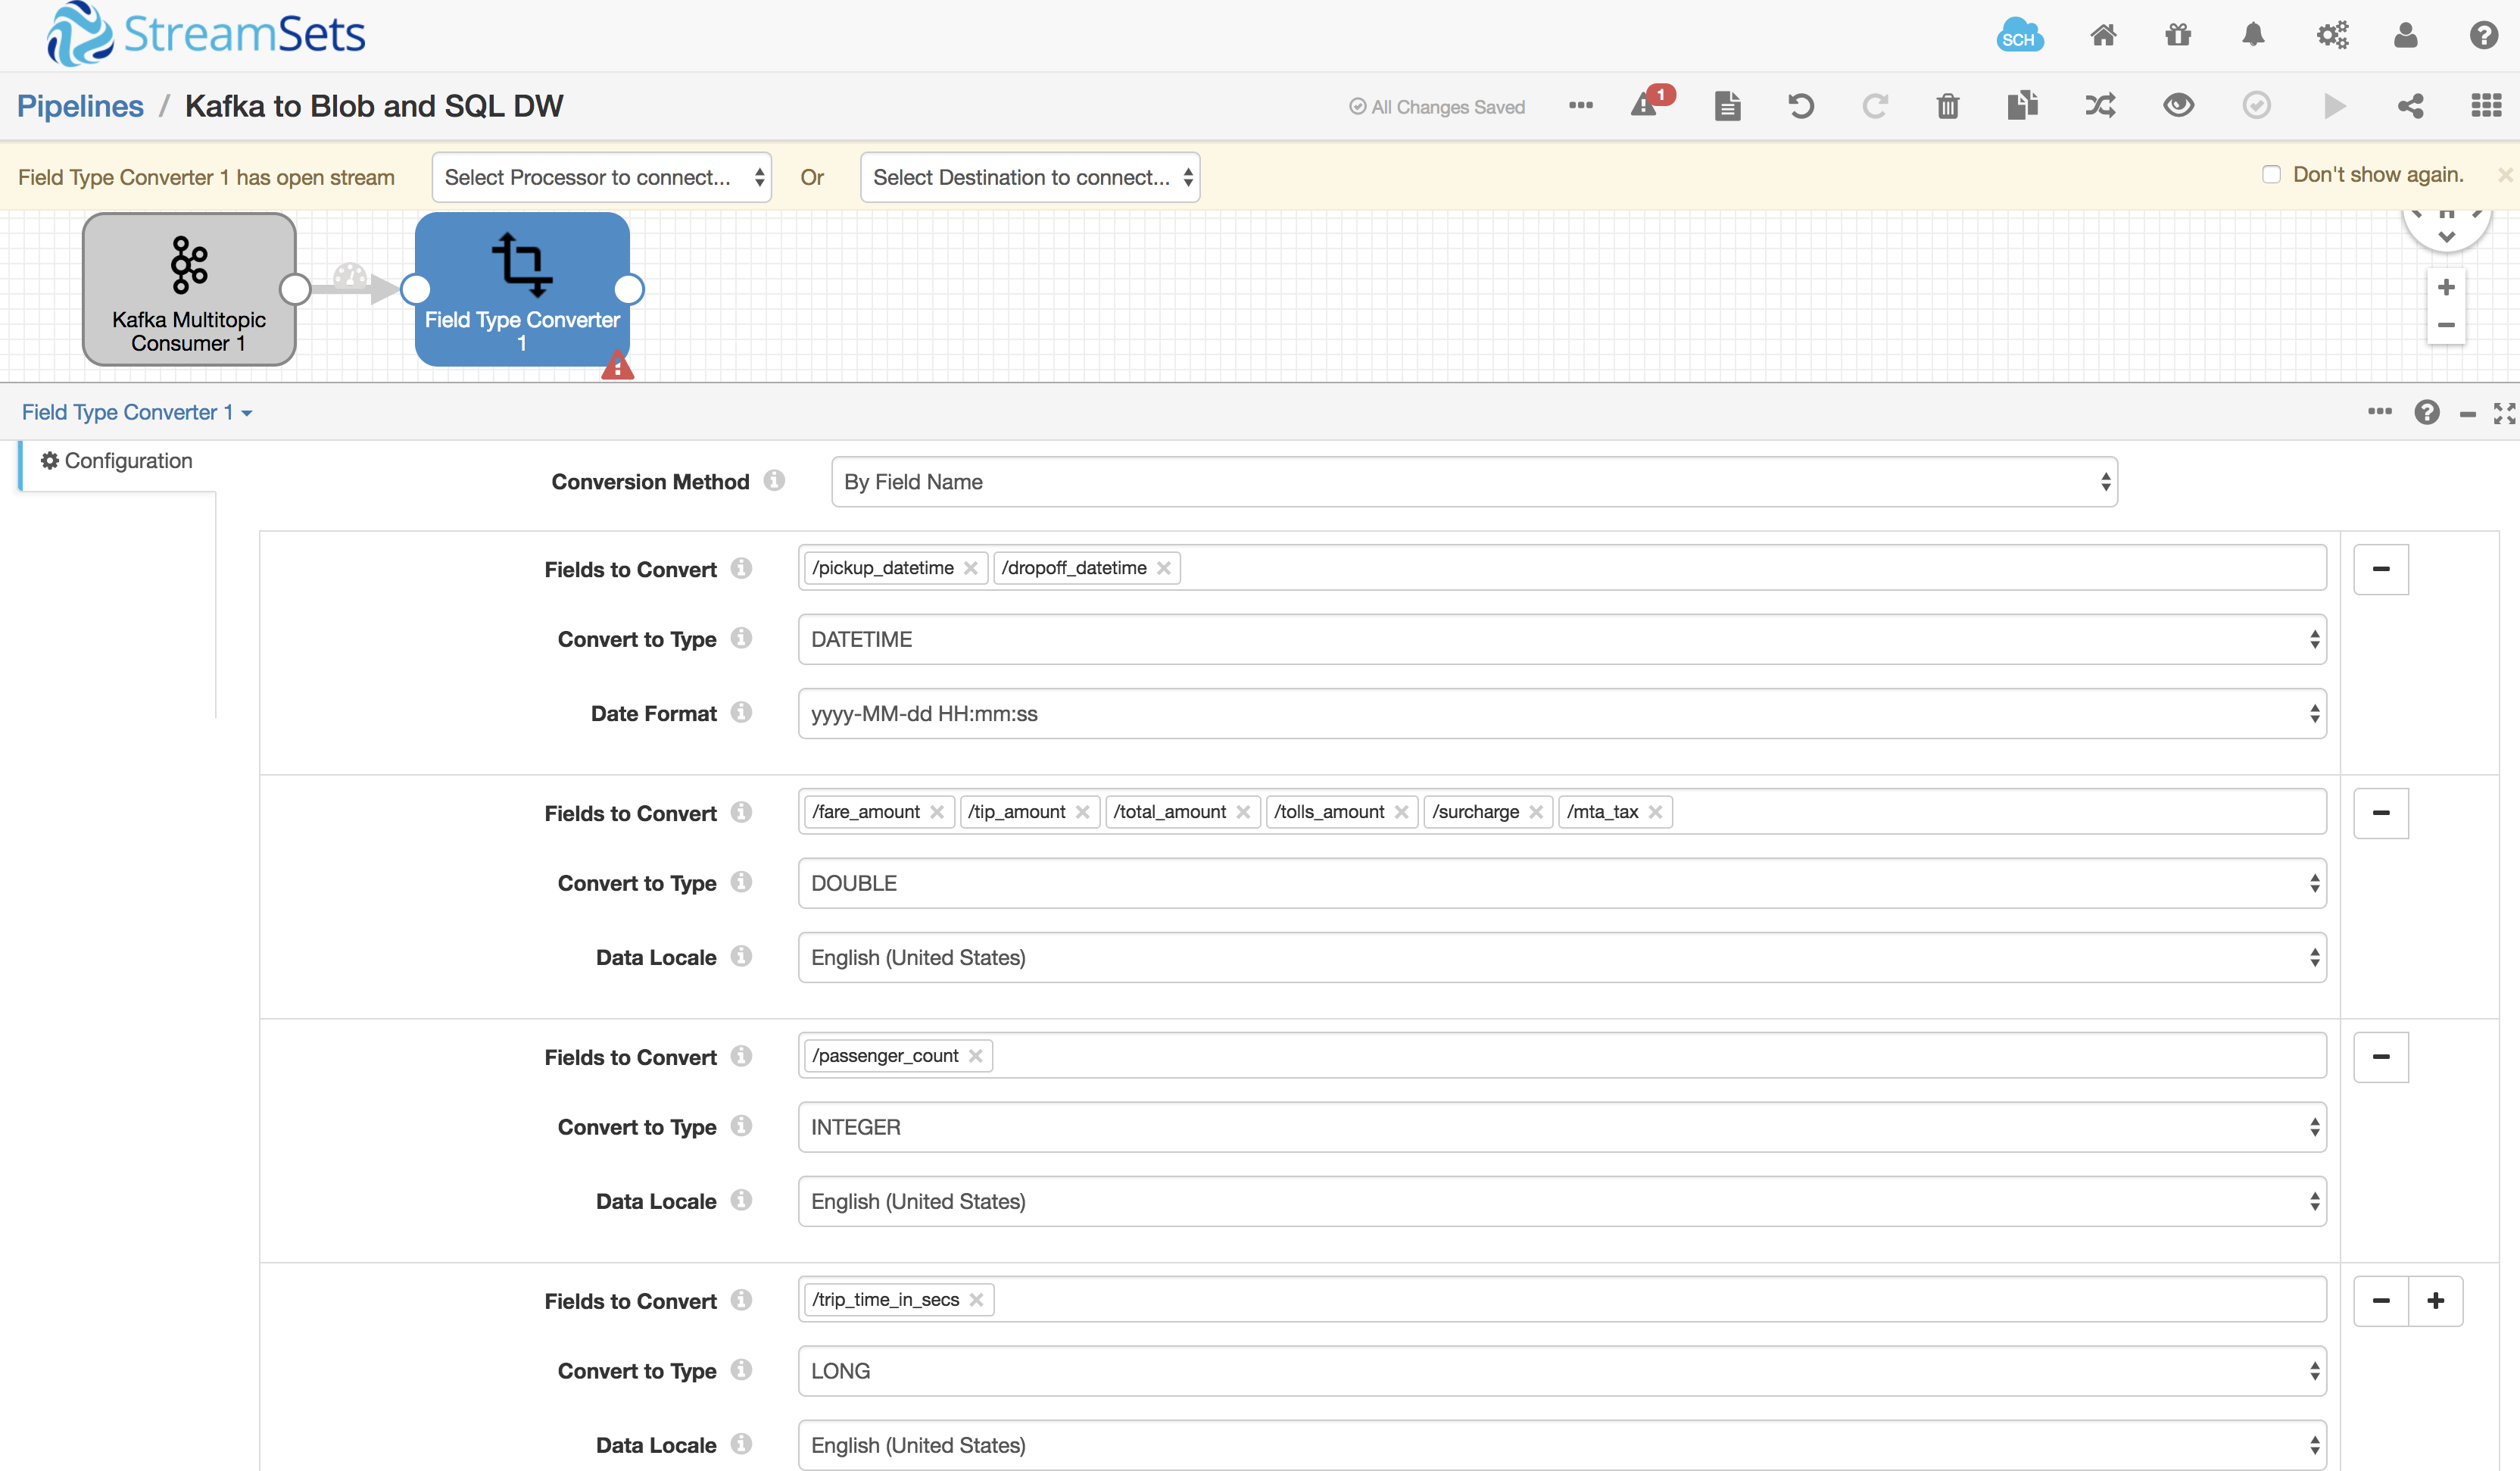 StreamSets
SCH
Pipelines / Kafka to Blob and SQL DW
All Changes Saved
1
Field Type Converter 1 has open stream
Select Processor to connect...
Or
Select Destination to connect...
Don't show again.
Kafka Multitopic
Consumer 1
Field Type Converter
1
Field Type Converter 1
Configuration
Conversion Method
By Field Name
Fields to Convert
/pickup_datetime /dropoff_datetime
Convert to Type
DATETIME
Date Format
yyyy-MM-dd HH:mm:ss
Fields to Convert
/fare_amount /tip_amount /total_amount /tolls_amount /surcharge /mta_tax
Convert to Type
DOUBLE
Data Locale
English (United States)
Fields to Convert
/passenger_count
Convert to Type
INTEGER
Data Locale
English (United States)
Fields to Convert
/trip_time_in_secs
Convert to Type
LONG
Data Locale
English (United States)